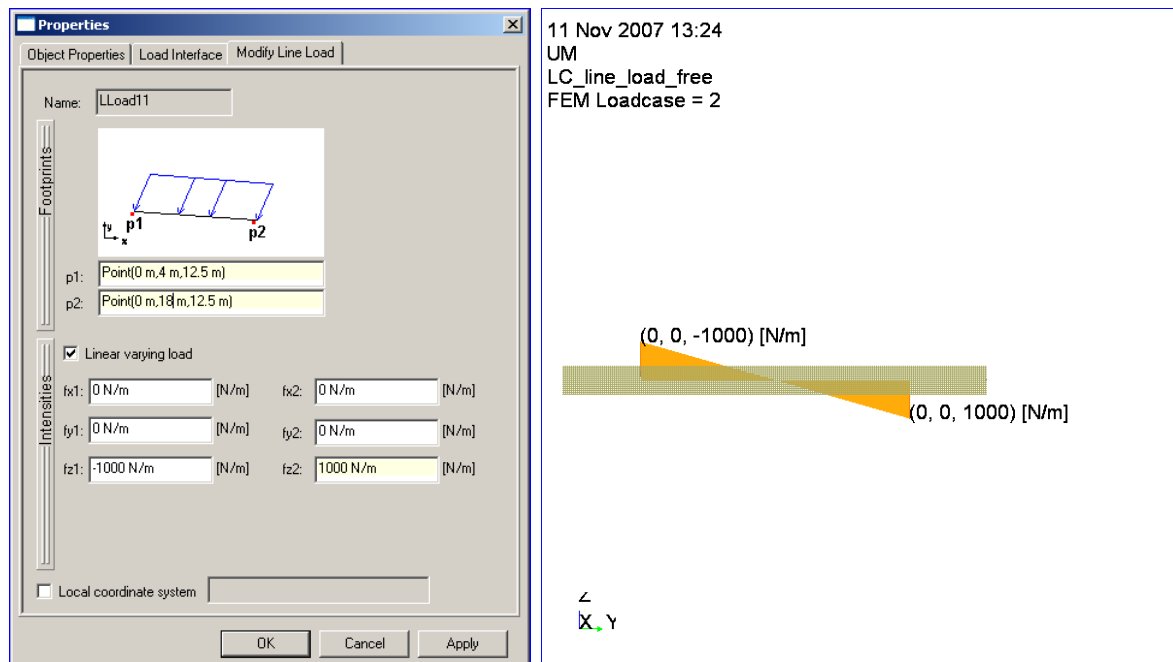 Properties
Object Properties Load Interface Modify Line Load
Name: LLoad11
Footprints
y
x
p1
p2
p1: Point(0 m,4 m,12.5 m)
p2: Point(0 m,18 m,12.5 m)
Intensities
Linear varying load
fx1: 0 N/m [N/m] fx2: 0 N/m [N/m]
fy1: 0 N/m [N/m] fy2: 0 N/m [N/m]
fz1: -1000 N/m [N/m] fz2: 1000 N/m [N/m]
Local coordinate system
OK Cancel Apply
11 Nov 2007 13:24
UM
LC_line_load_free
FEM Loadcase = 2
(0, 0, -1000) [N/m]
(0, 0, 1000) [N/m]
Z
X Y